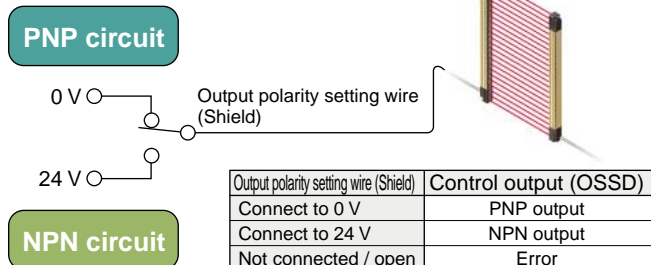 PNP circuit
0 V
Output polarity setting wire
(Shield)
24 V
NPN circuit
Output polarity setting wire (Shield) Control output (OSSD)
Connect to 0 V PNP output
Connect to 24 V NPN output
Not connected / open Error